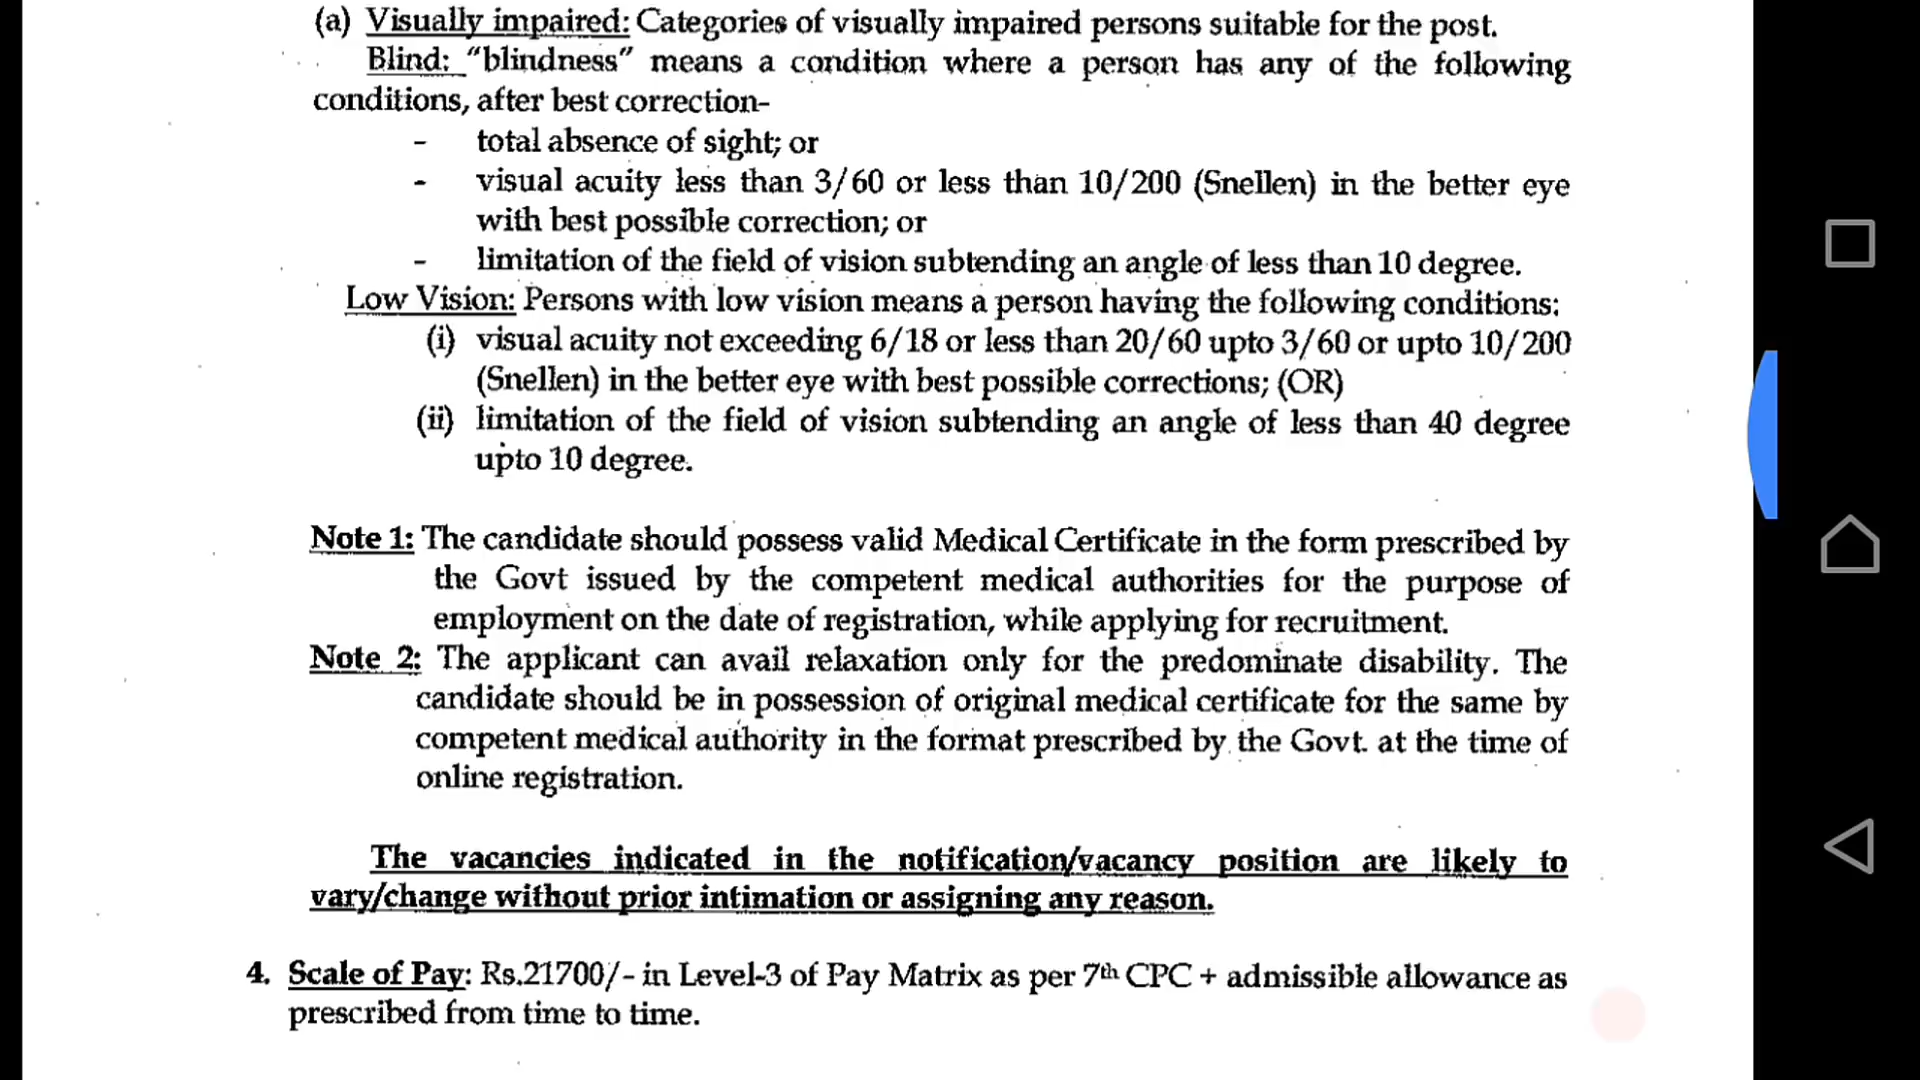 (a) Visually impaired: Categories of visually impaired persons suitable for the post.
Blind: "blindness" means a condition where a person has any of the following
conditions, after best correction-
- total absence of sight; or
- visual acuity less than 3/60 or less than 10/200 (Snellen) in the better eye
with best possible correction; or
- limitation of the field of vision subtending an angle of less than 10 degree.
Low Vision: Persons with low vision means a person having the following conditions:
(i) visual acuity not exceeding 6/18 or less than 20/60 upto 3/60 or upto 10/200
(Snellen) in the better eye with best possible corrections; (OR)
(ii) limitation of the field of vision subtending an angle of less than 40 degree
upto 10 degree.
Note 1: The candidate should possess valid Medical Certificate in the form prescribed by
the Govt issued by the competent medical authorities for the purpose of
employment on the date of registration, while applying for recruitment.
Note 2: The applicant can avail relaxation only for the predominate disability. The
candidate should be in possession of original medical certificate for the same by
competent medical authority in the format prescribed by the Govt. at the time of
online registration.
The vacancies indicated in the notification/vacancy position are likely to
vary/change without prior intimation or assigning any reason.
4. Scale of Pay: Rs.21700/- in Level-3 of Pay Matrix as per 7th CPC + admissible allowance as
prescribed from time to time.